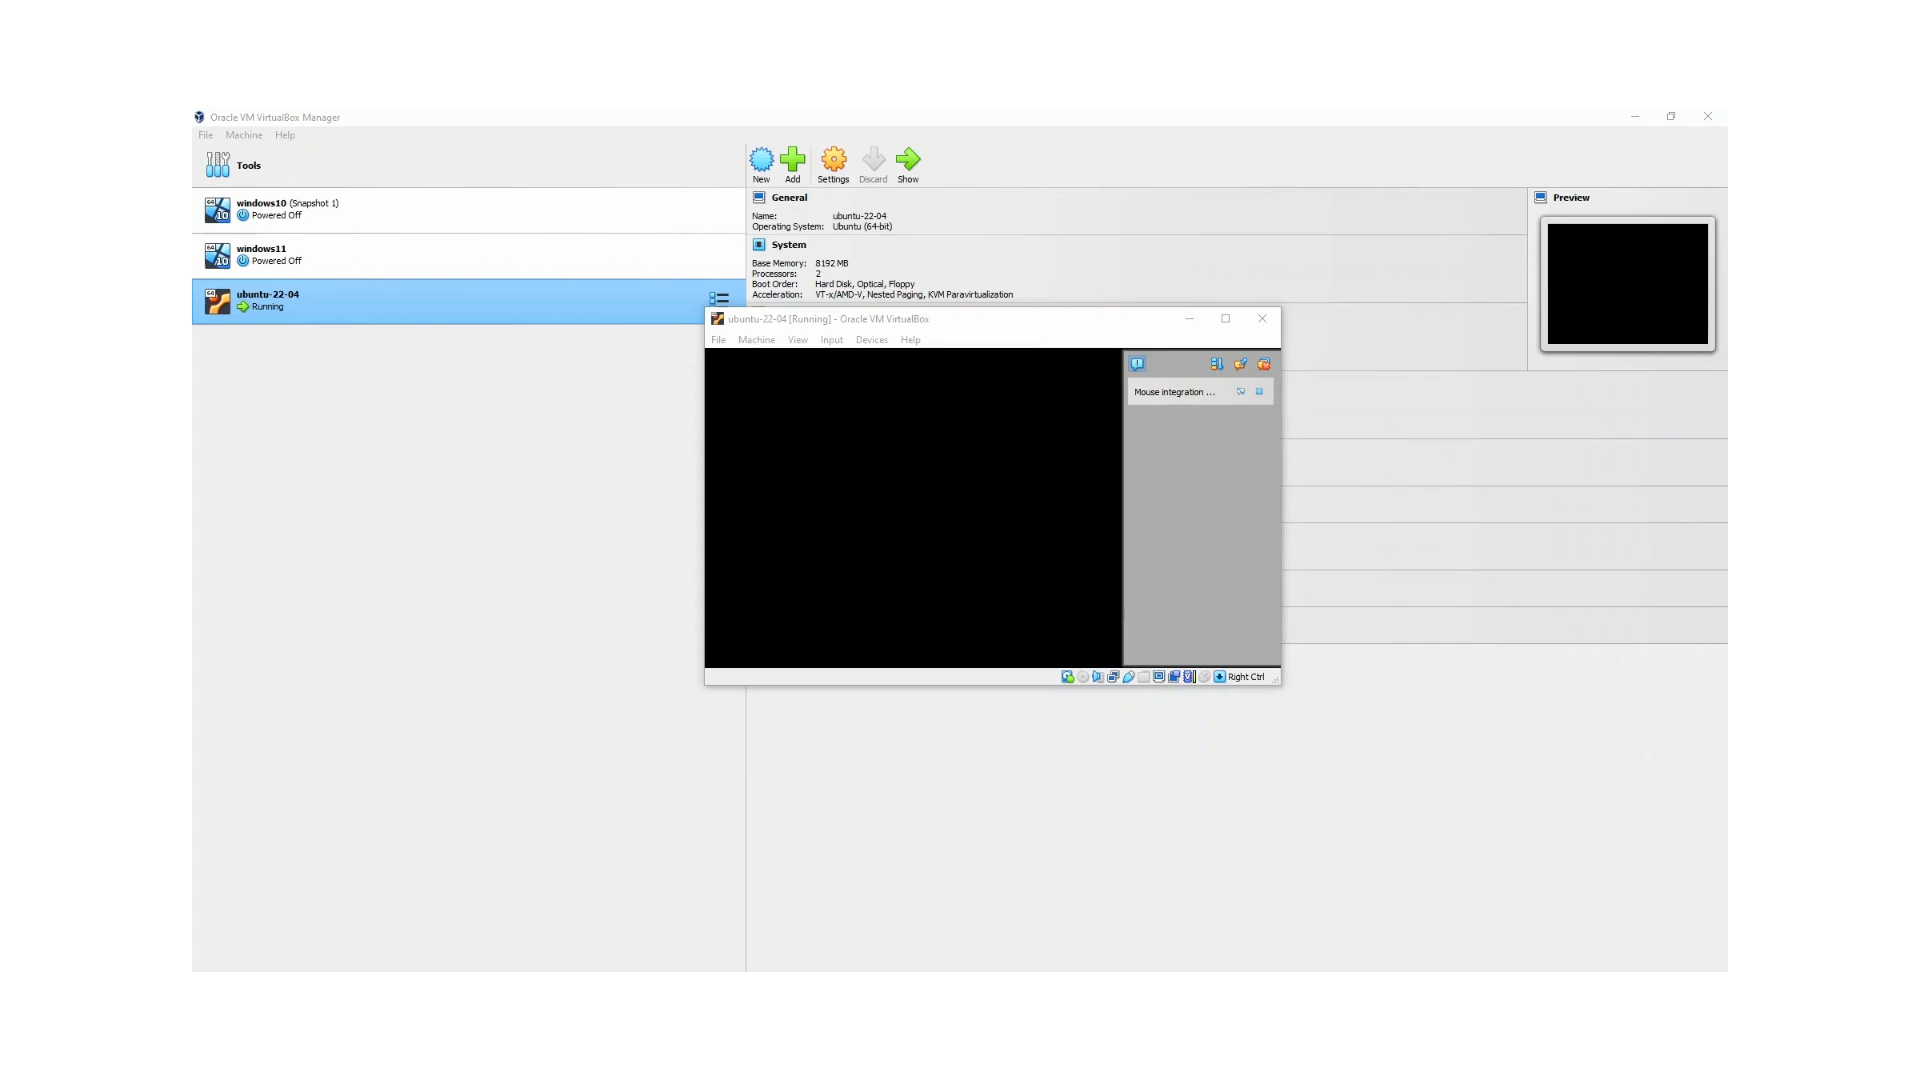 Oracle VM VirtualBox Manager
File Machine Help
Tools
New Add Settings Discard Show
windows10 (Snapshot 1)
Powered Off
windows11
Powered Off
ubuntu-22-04
Running
General
Name: ubuntu-22-04
Operating System: Ubuntu (64-bit)
System
Base Memory: 8192 MB
Processors: 2
Boot Order: Hard Disk, Optical, Floppy
Acceleration: VT-x/AMD-V, Nested Paging, KVM Paravirtualization
Preview
ubuntu-22-04 [Running] - Oracle VM VirtualBox
File Machine View Input Devices Help
Mouse integration ...
Right Ctrl